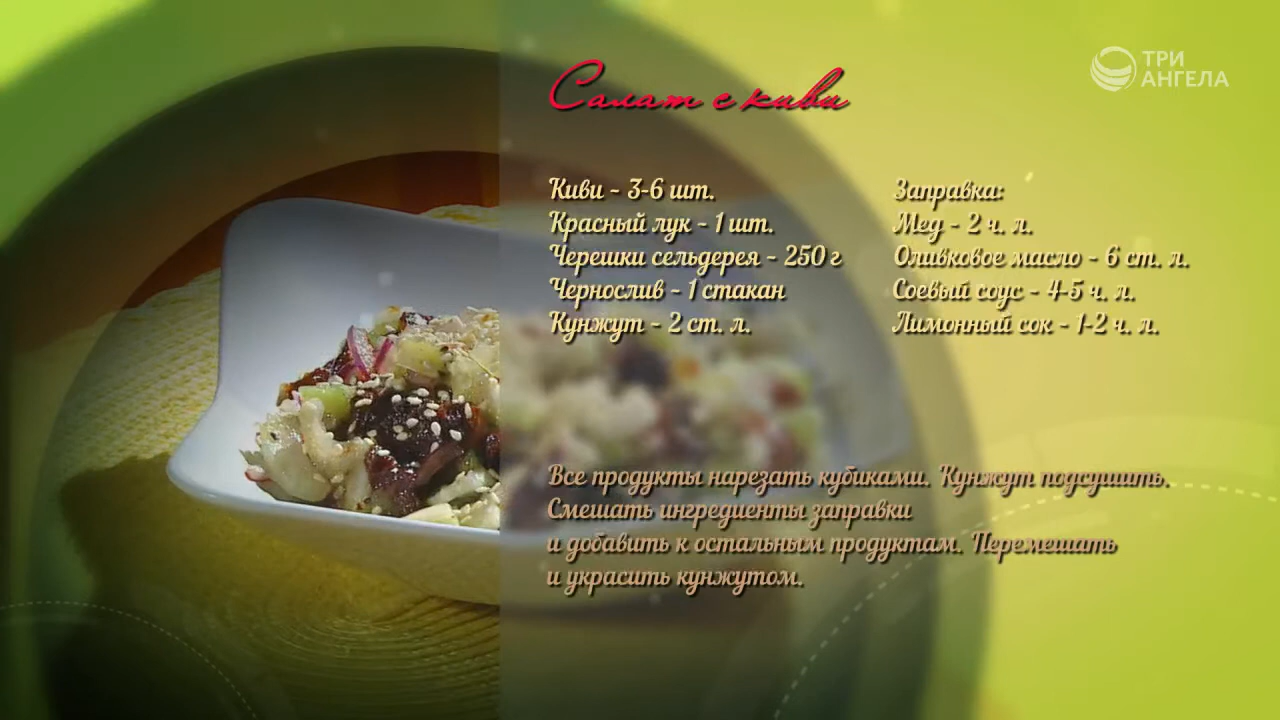 ТРИ
АНГЕЛА
Салат с киви
Киви - 3-6 шт.
Красный лук - 1 шт.
Черешки сельдерея - 250 г
Чернослив - 1 стакан
Кунжут - 2 ст. л.
Заправка:
Мед - 2 ч. л.
Оливковое масло - 6 ст. л.
Соевый соус - 4-5 ч. л.
Лимонный сок - 1-2 ч. л.
Все продукты нарезать кубиками. Кунжут подсушить.
Смешать ингредиенты заправки
и добавить к остальным продуктам. Перемешать
и украсить кунжутом.